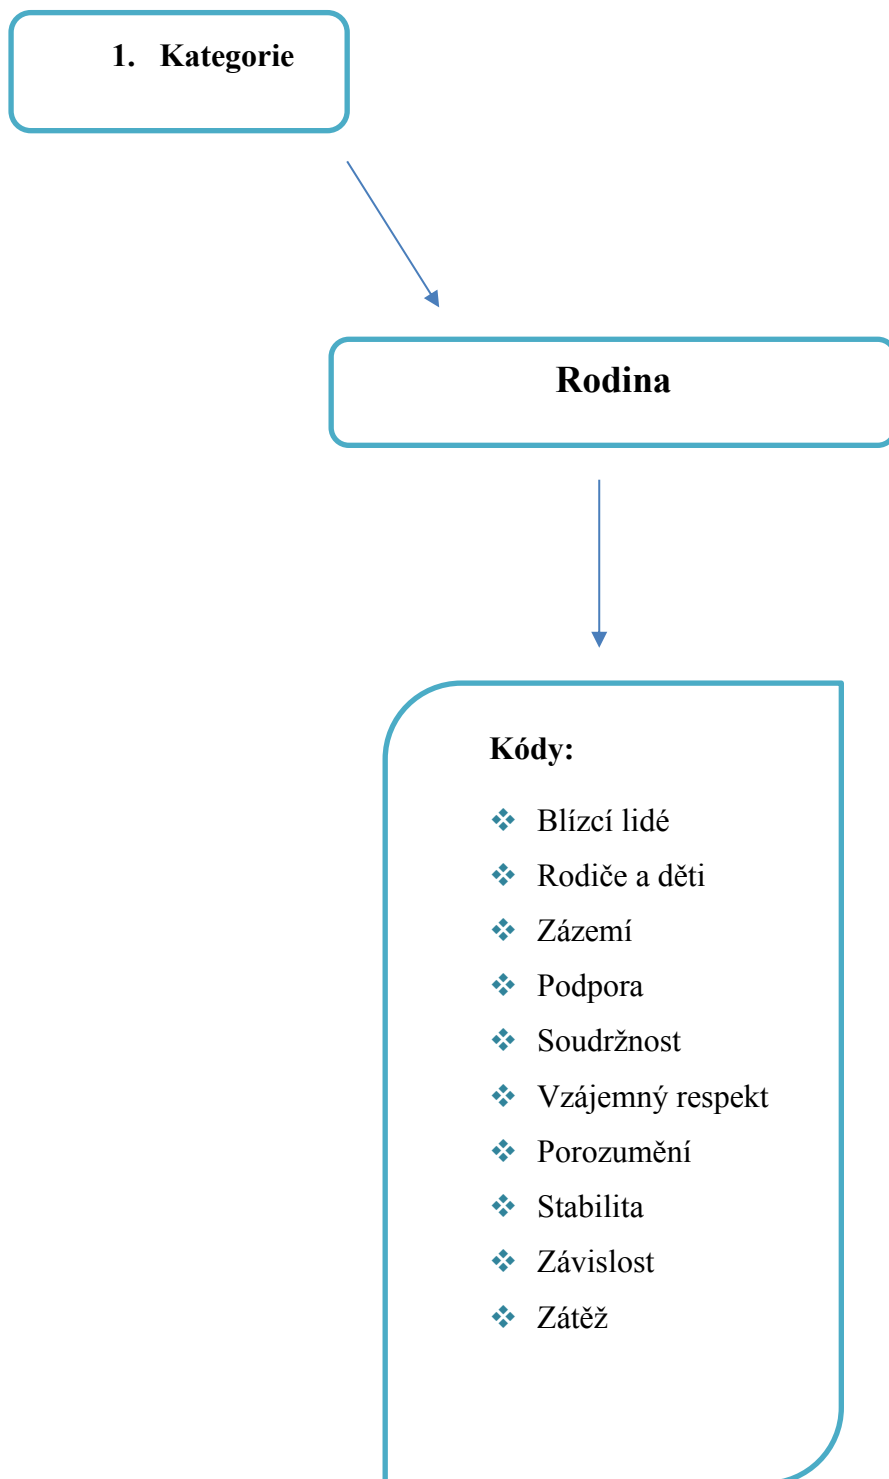 1. Kategorie
Rodina
Kódy:
Blízcí lidé
Rodiče a děti
Zázemí
Podpora
Soudržnost
Vzájemný respekt
Porozumění
Stabilita
Závislost
Zátěž